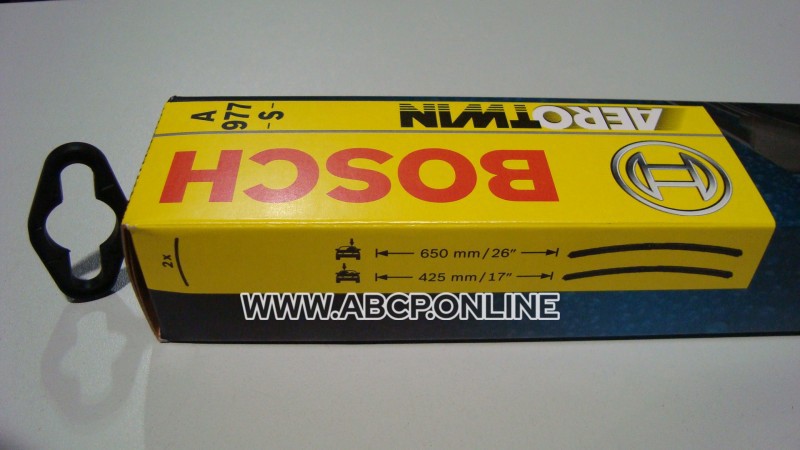 A
977
-S-
AEROTWIN
BOSCH
2x
650 mm/26"
425 mm/17"
WWW.ABCP.ONLINE